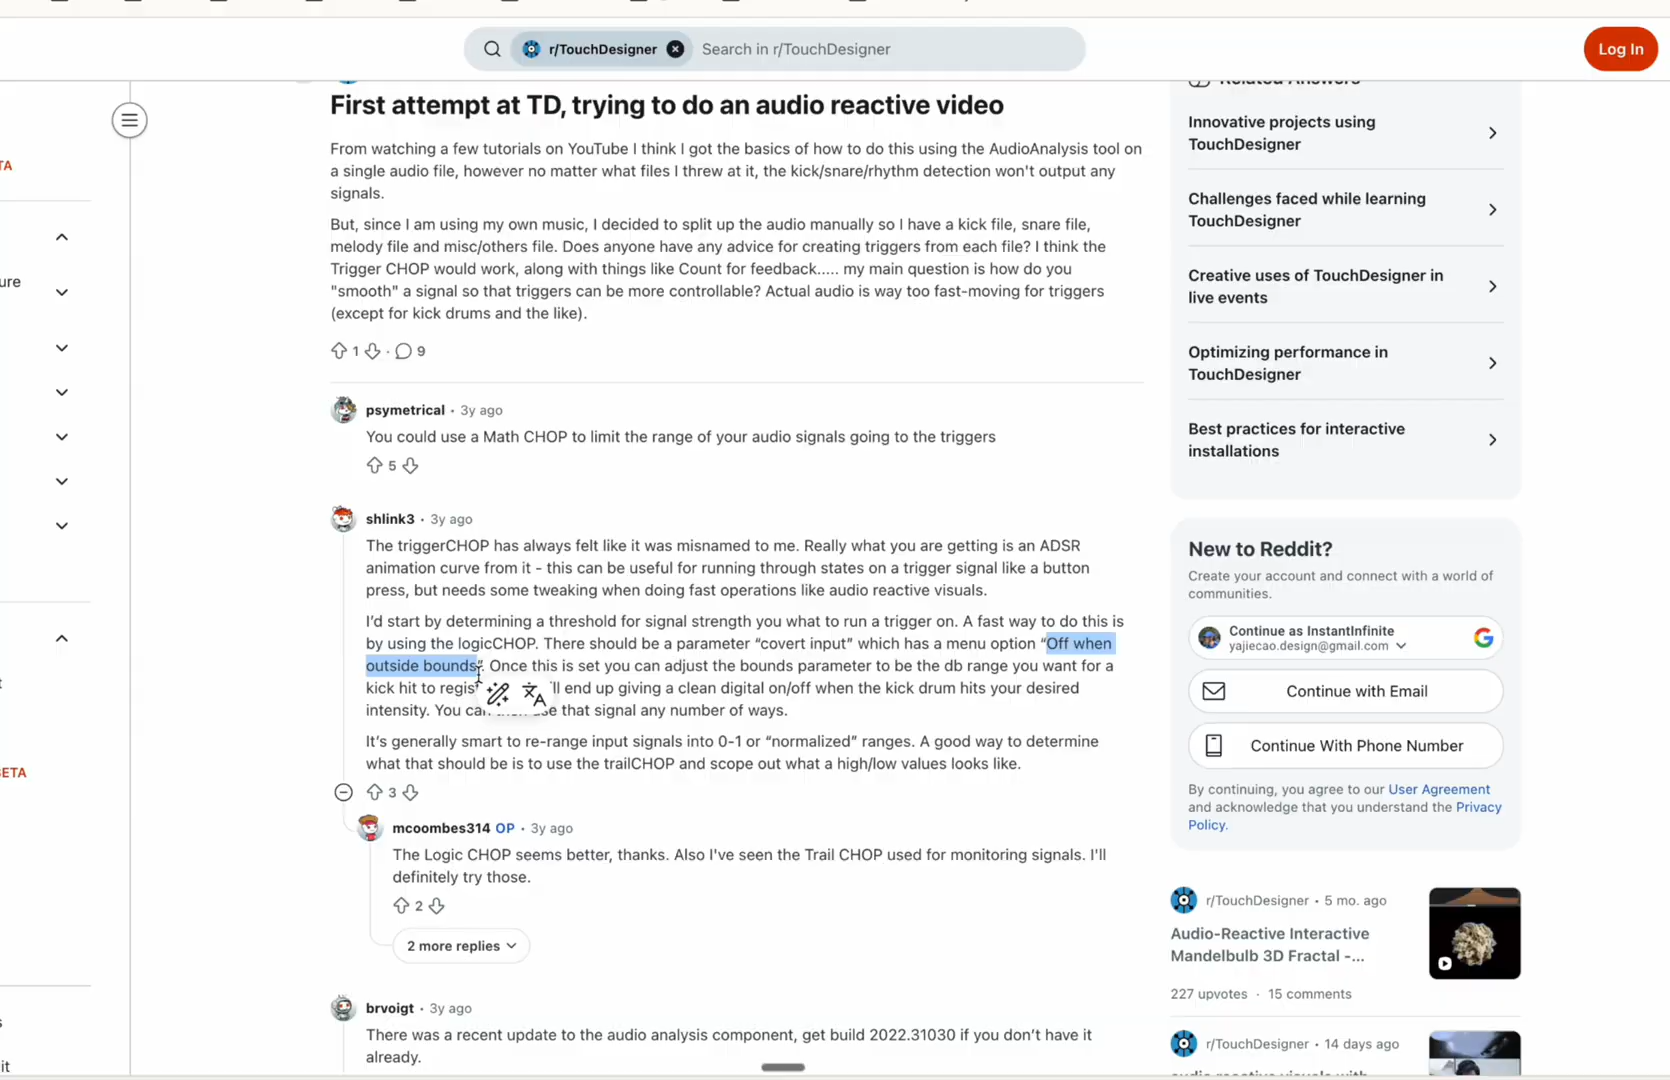 r/TouchDesigner
Search in r/TouchDesigner
Log In
TA
ure
t
BETA
s
it
First attempt at TD, trying to do an audio reactive video
From watching a few tutorials on YouTube I think I got the basics of how to do this using the AudioAnalysis tool on
a single audio file, however no matter what files I threw at it, the kick/snare/rhythm detection won't output any
signals.
But, since I am using my own music, I decided to split up the audio manually so I have a kick file, snare file,
melody file and misc/others file. Does anyone have any advice for creating triggers from each file? I think the
Trigger CHOP would work, along with things like Count for feedback..... my main question is how do you
"smooth" a signal so that triggers can be more controllable? Actual audio is way too fast-moving for triggers
(except for kick drums and the like).
1 · 9
psymetrical · 3y ago
You could use a Math CHOP to limit the range of your audio signals going to the triggers
5
shlink3 · 3y ago
The triggerCHOP has always felt like it was misnamed to me. Really what you are getting is an ADSR
animation curve from it - this can be useful for running through states on a trigger signal like a button
press, but needs some tweaking when doing fast operations like audio reactive visuals.
I'd start by determining a threshold for signal strength you what to run a trigger on. A fast way to do this is
by using the logicCHOP. There should be a parameter “covert input” which has a menu option “Off when
outside bounds”. Once this is set you can adjust the bounds parameter to be the db range you want for a
kick hit to regist ll end up giving a clean digital on/off when the kick drum hits your desired
intensity. You can use that signal any number of ways.
It's generally smart to re-range input signals into 0-1 or “normalized” ranges. A good way to determine
what that should be is to use the trailCHOP and scope out what a high/low values looks like.
3
mcoombes314 OP · 3y ago
The Logic CHOP seems better, thanks. Also I've seen the Trail CHOP used for monitoring signals. I'll
definitely try those.
2
2 more replies
brvoigt · 3y ago
There was a recent update to the audio analysis component, get build 2022.31030 if you don't have it
already.
Related Answers
Innovative projects using
TouchDesigner
Challenges faced while learning
TouchDesigner
Creative uses of TouchDesigner in
live events
Optimizing performance in
TouchDesigner
Best practices for interactive
installations
New to Reddit?
Create your account and connect with a world of
communities.
Continue as InstantInfinite
yajiecao.design@gmail.com
Continue with Email
Continue With Phone Number
By continuing, you agree to our User Agreement
and acknowledge that you understand the Privacy
Policy.
r/TouchDesigner · 5 mo. ago
Audio-Reactive Interactive
Mandelbulb 3D Fractal -...
227 upvotes · 15 comments
r/TouchDesigner · 14 days ago
audio reactive visuals with